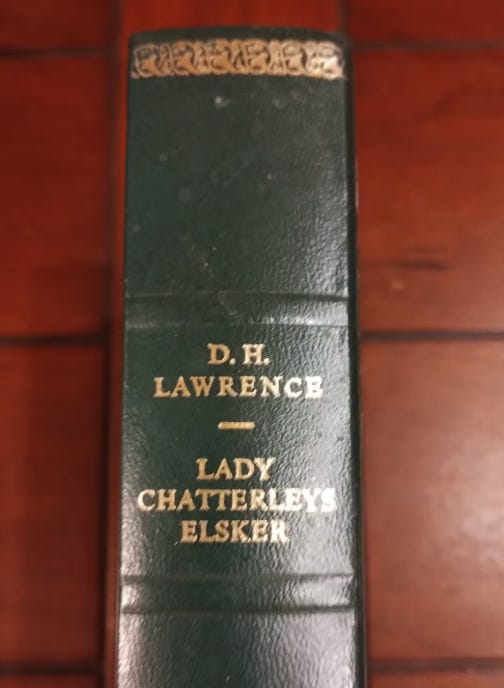 D. H.
LAWRENCE
LADY
CHATTERLEYS
ELSKER